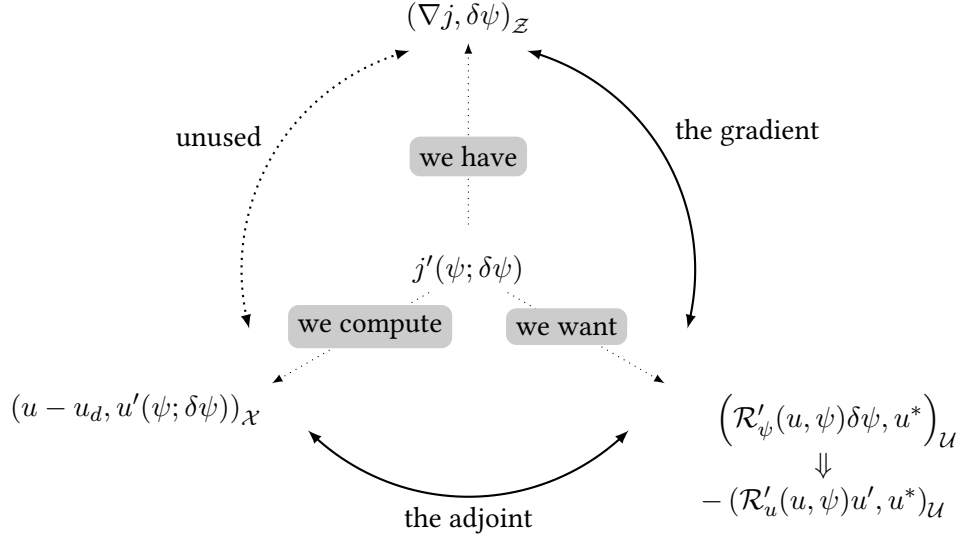 (∇j, δψ)_𝒵
unused
the gradient
we have
j′(ψ; δψ)
we compute
we want
(u − u_d, u′(ψ; δψ))_𝒳
(ℛ′_ψ(u, ψ)δψ, u*)_𝒰
⇓
− (ℛ′_u(u, ψ)u′, u*)_𝒰
the adjoint